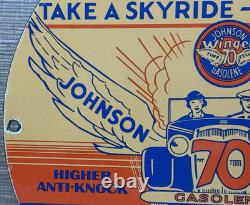 TAKE A SKYRIDE -
JOHNSON
Winged
70
GASOLENE
JOHNSON
HIGHER
ANTI-KNOCK
70
GASOLE